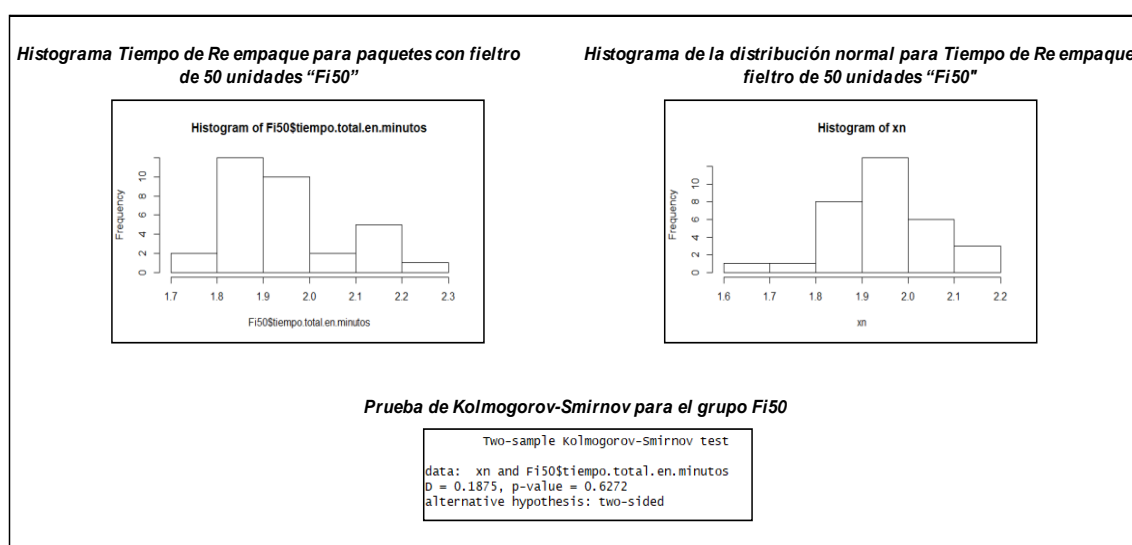 Histograma Tiempo de Re empaque para paquetes con fieltro
de 50 unidades “Fi50”
Histogram of Fi50$tiempo.total.en.minutos
Frequency
10
8
6
4
2
0
1.7 1.8 1.9 2.0 2.1 2.2 2.3
Fi50$tiempo.total.en.minutos
Histograma de la distribución normal para Tiempo de Re empaque
fieltro de 50 unidades “Fi50"
Histogram of xn
Frequency
10
8
6
4
2
0
1.6 1.7 1.8 1.9 2.0 2.1 2.2
xn
Prueba de Kolmogorov-Smirnov para el grupo Fi50
Two-sample Kolmogorov-Smirnov test
data: xn and Fi50$tiempo.total.en.minutos
D = 0.1875, p-value = 0.6272
alternative hypothesis: two-sided